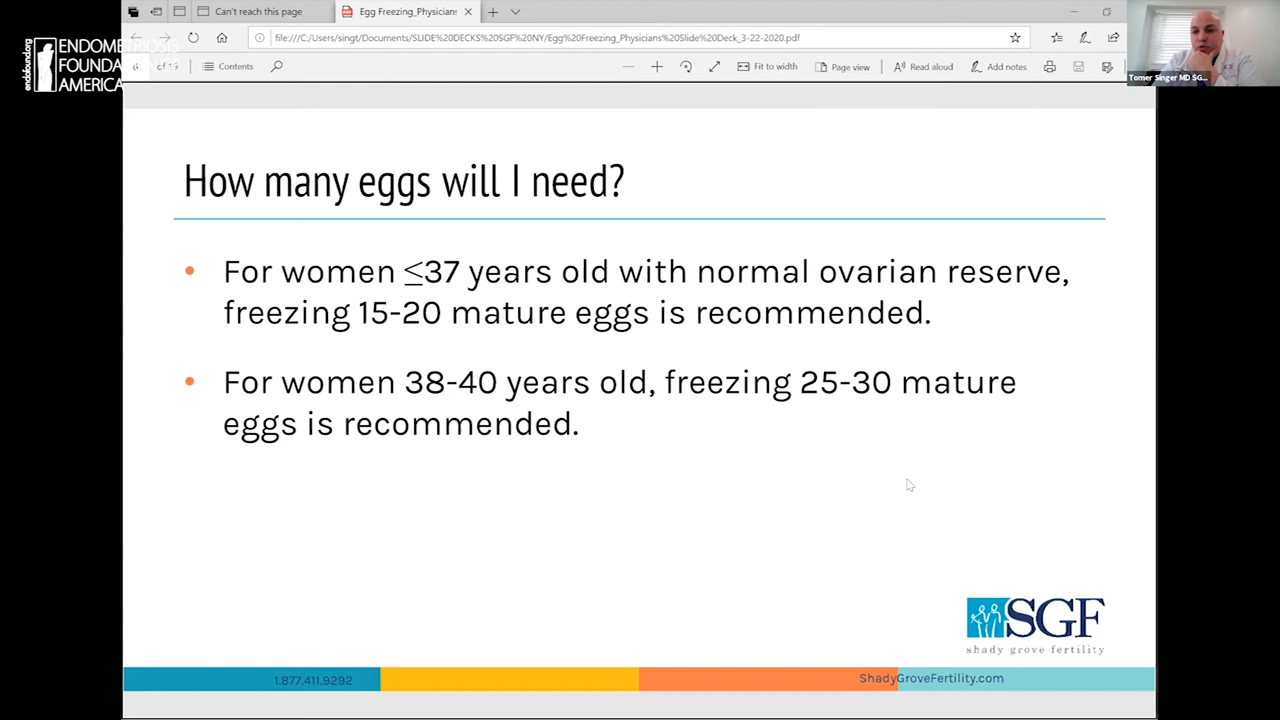 Can't reach this page
Egg Freezing_Physicians
file:///C:/Users/singt/Documents/SLIDE%20DECS%20SGF%20NY/Egg%20Freezing_Physicians%20Slide%20Deck_3-22-2020.pdf
Contents
Fit to width
Page view
Read aloud
Add notes
Tomer Singer MD SG...
endofound.org
ENDOMETRIOSIS
FOUNDATION
AMERICA
How many eggs will I need?
• For women ≤37 years old with normal ovarian reserve,
freezing 15-20 mature eggs is recommended.
• For women 38-40 years old, freezing 25-30 mature
eggs is recommended.
SGF
shady grove fertility
1.877.411.9292
ShadyGroveFertility.com